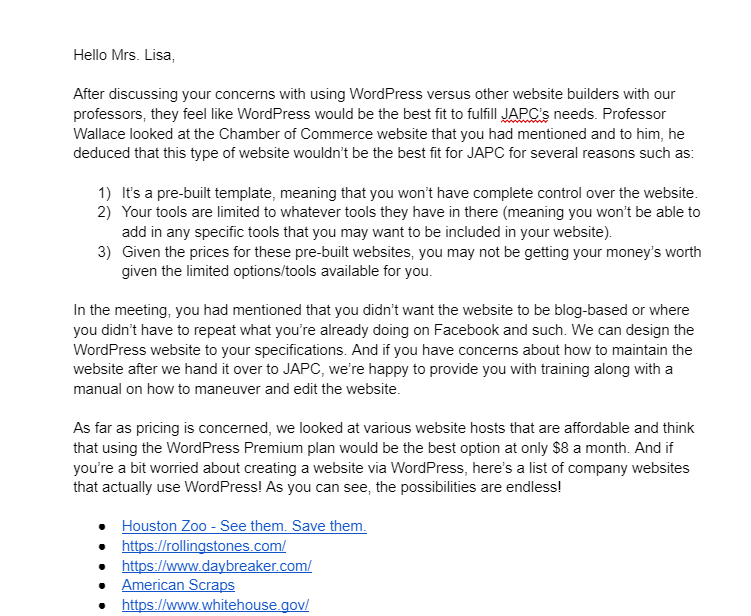 Hello Mrs. Lisa,
After discussing your concerns with using WordPress versus other website builders with our
professors, they feel like WordPress would be the best fit to fulfill JAPC's needs. Professor
Wallace looked at the Chamber of Commerce website that you had mentioned and to him, he
deduced that this type of website wouldn't be the best fit for JAPC for several reasons such as:
1) It's a pre-built template, meaning that you won't have complete control over the website.
2) Your tools are limited to whatever tools they have in there (meaning you won't be able to
add in any specific tools that you may want to be included in your website).
3) Given the prices for these pre-built websites, you may not be getting your money's worth
given the limited options/tools available for you.
In the meeting, you had mentioned that you didn't want the website to be blog-based or where
you didn't have to repeat what you're already doing on Facebook and such. We can design the
WordPress website to your specifications. And if you have concerns about how to maintain the
website after we hand it over to JAPC, we're happy to provide you with training along with a
manual on how to maneuver and edit the website.
As far as pricing is concerned, we looked at various website hosts that are affordable and think
that using the WordPress Premium plan would be the best option at only $8 a month. And if
you're a bit worried about creating a website via WordPress, here's a list of company websites
that actually use WordPress! As you can see, the possibilities are endless!
● Houston Zoo - See them. Save them.
● https://rollingstones.com/
● https://www.daybreaker.com/
● American Scraps
● https://www.whitehouse.gov/